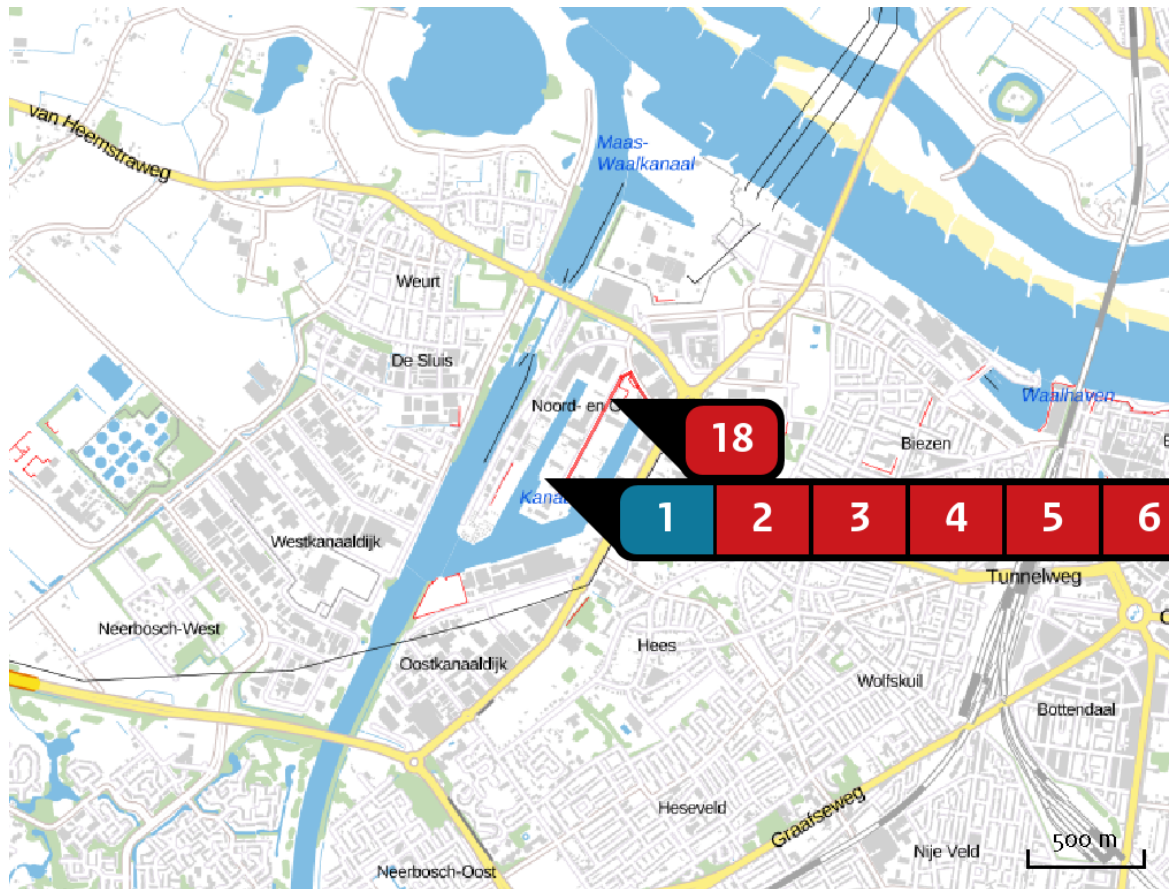 Maas-
Waalkanaal
van Heemstraweg
Weurt
De Sluis
Waalhaven
Noord- en
18
Biezen
1 2 3 4 5 6
Westkanaaldijk
Tunnelweg
Neerbosch-West
Hees
Oostkanaaldijk
Wolfskuil
Bottendaal
Heseveld
Graafseweg
500 m
Nije Veld
Neerbosch-Oost